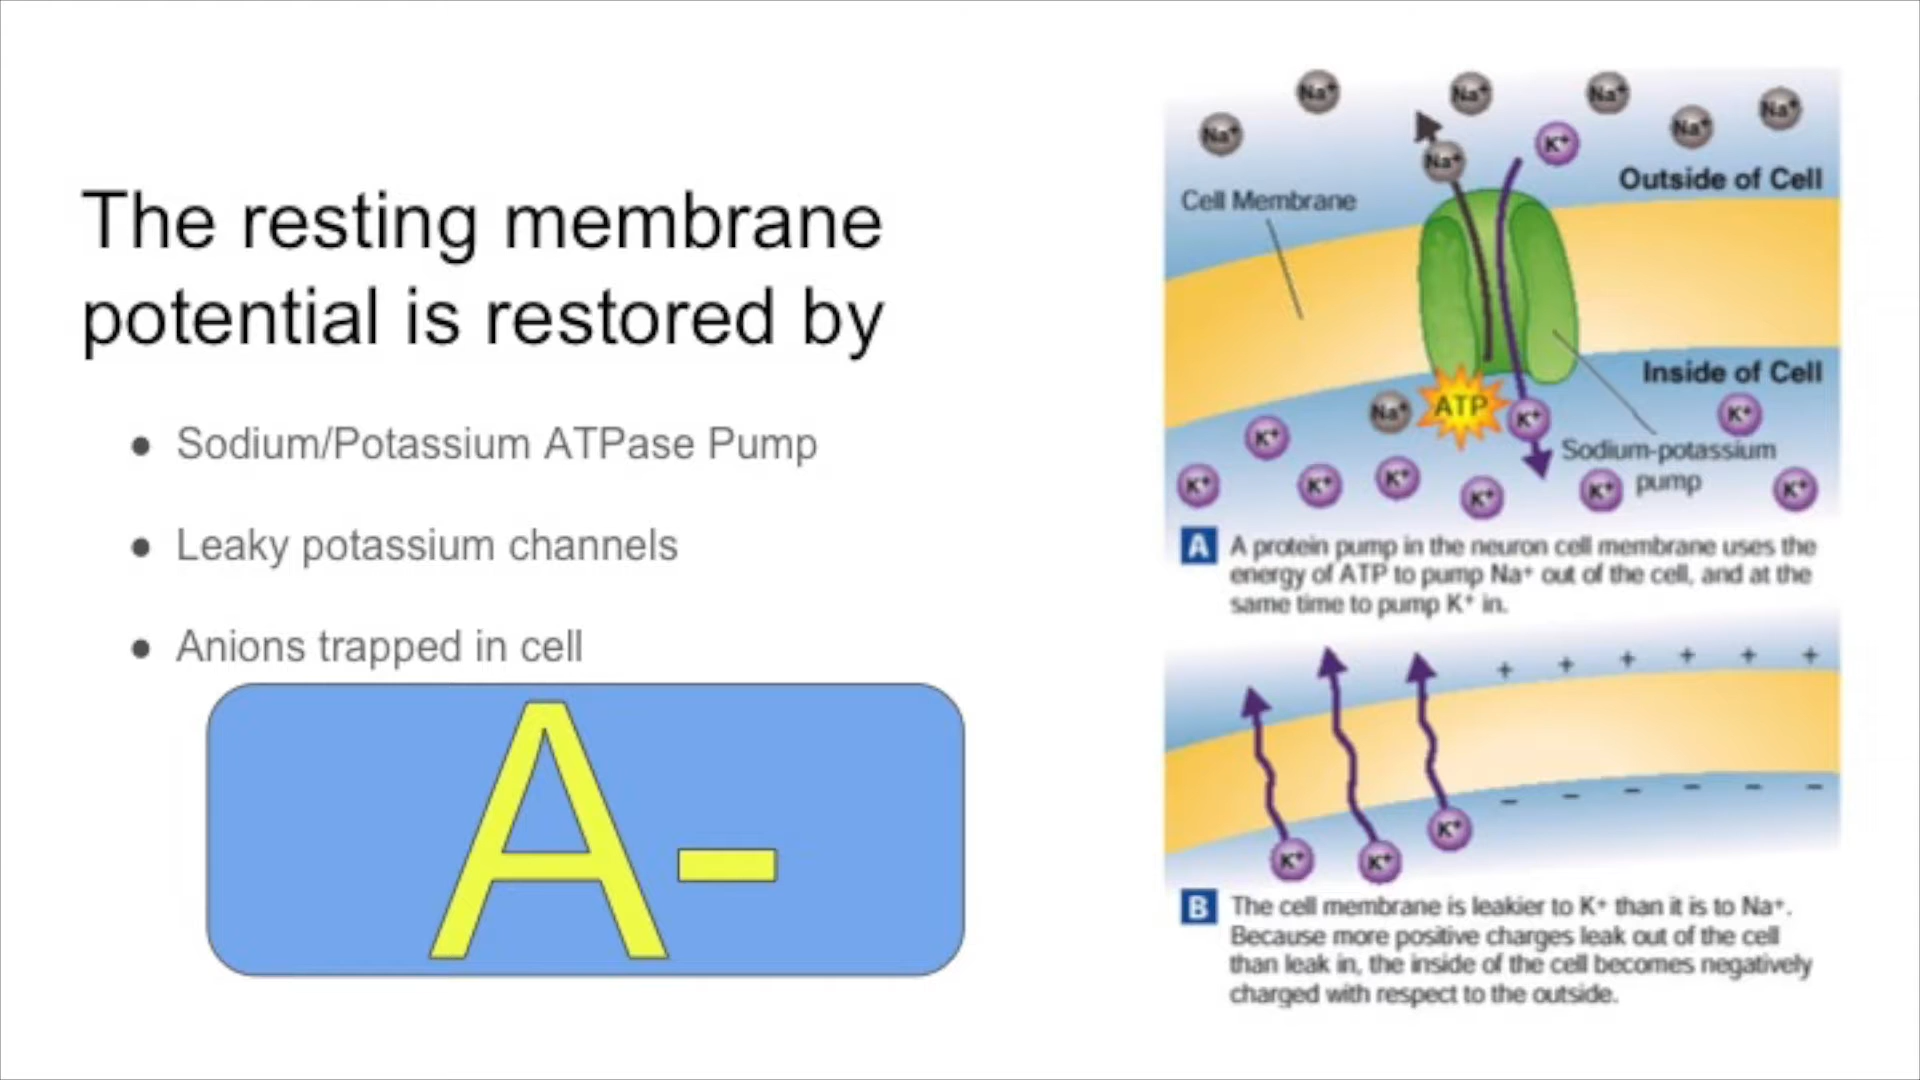 The resting membrane
potential is restored by
● Sodium/Potassium ATPase Pump
● Leaky potassium channels
● Anions trapped in cell
A-
Na⁺
Na⁺
Na⁺
Na⁺
Na⁺
Na⁺
Na⁺
K⁺
Outside of Cell
Cell Membrane
Inside of Cell
Na⁺
ATP
K⁺
K⁺
K⁺
Sodium-potassium
pump
K⁺
K⁺
K⁺
K⁺
K⁺
K⁺
A A protein pump in the neuron cell membrane uses the
energy of ATP to pump Na⁺ out of the cell, and at the
same time to pump K⁺ in.
+ + + + + +
- - - - - -
K⁺
K⁺
K⁺
B The cell membrane is leakier to K⁺ than it is to Na⁺.
Because more positive charges leak out of the cell
than leak in, the inside of the cell becomes negatively
charged with respect to the outside.